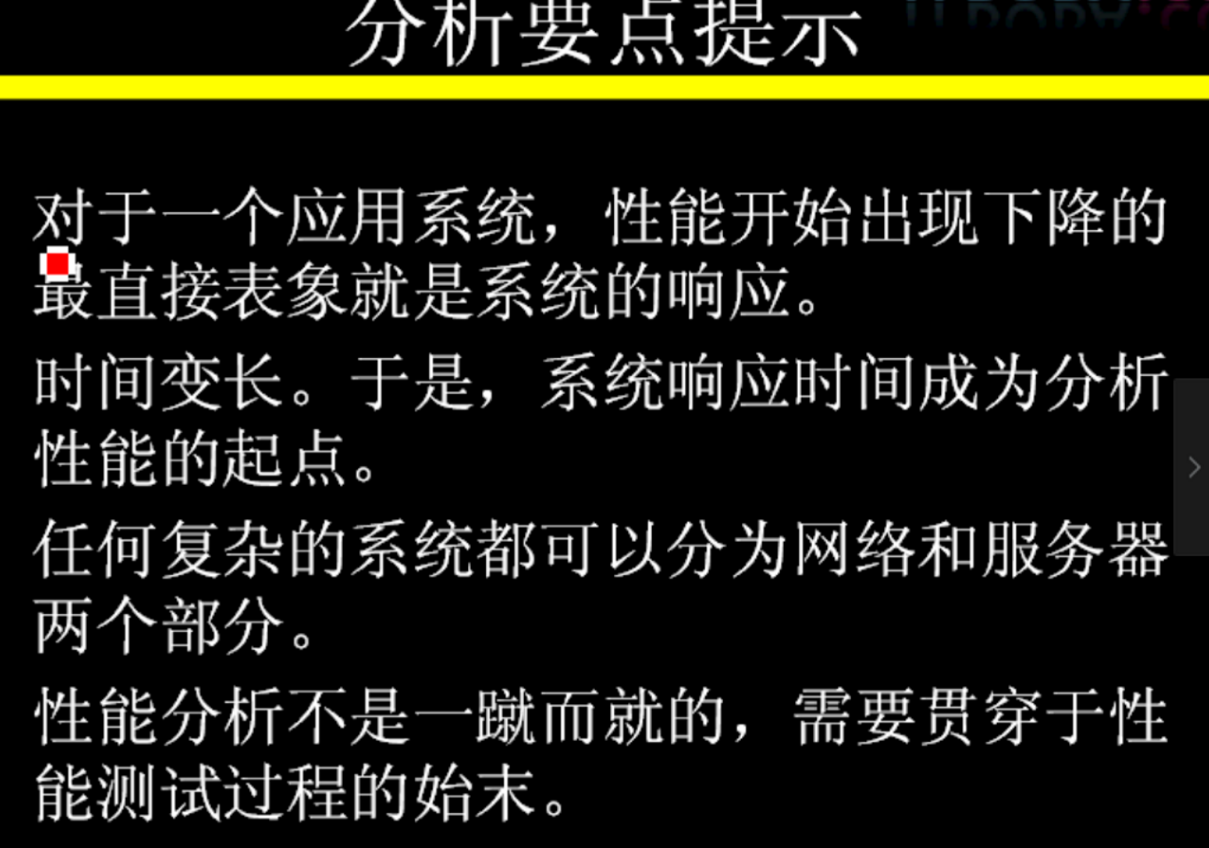 分析要点提示
对于一个应用系统，性能开始出现下降的
最直接表象就是系统的响应。
时间变长。于是，系统响应时间成为分析
性能的起点。
任何复杂的系统都可以分为网络和服务器
两个部分。
性能分析不是一蹴而就的，需要贯穿于性
能测试过程的始末。